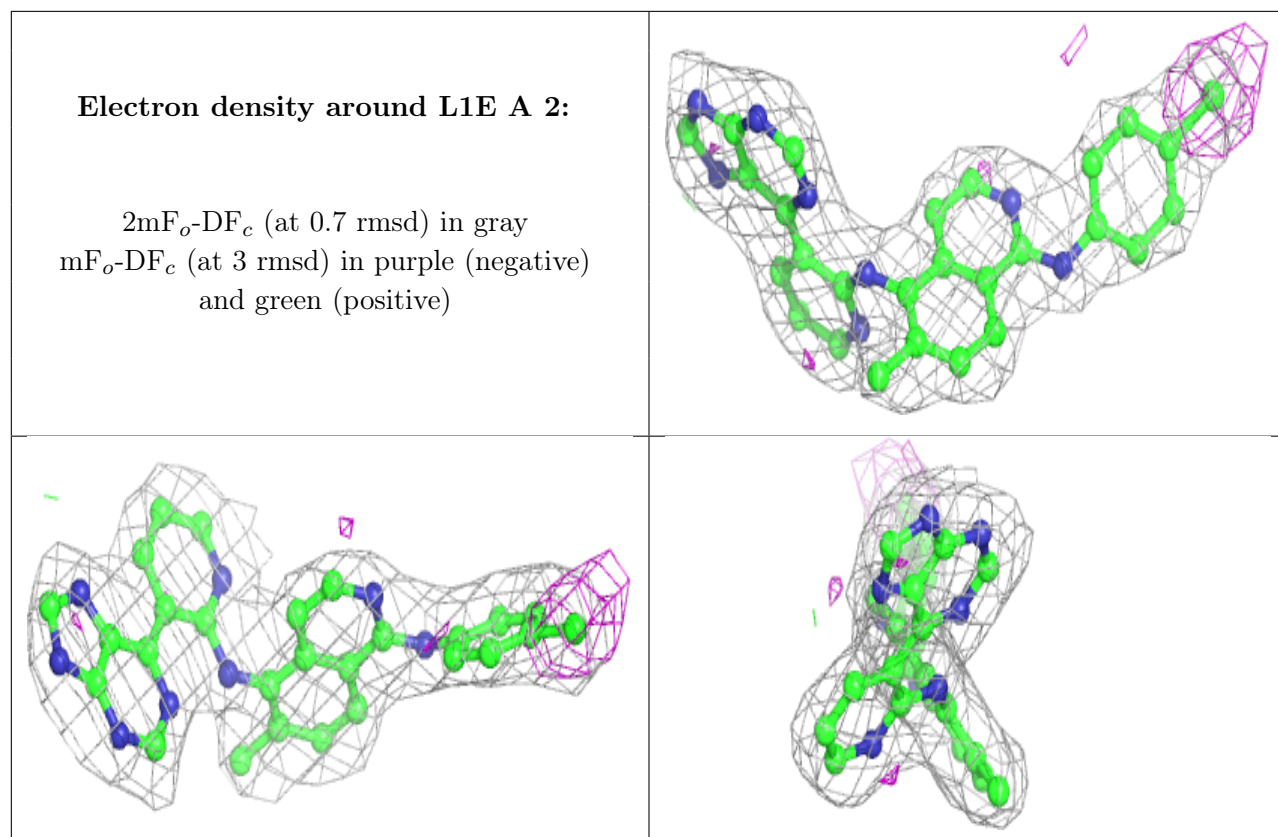 Electron density around L1E A 2:
2mFₒ-DF𝒸 (at 0.7 rmsd) in gray
mFₒ-DF𝒸 (at 3 rmsd) in purple (negative)
and green (positive)